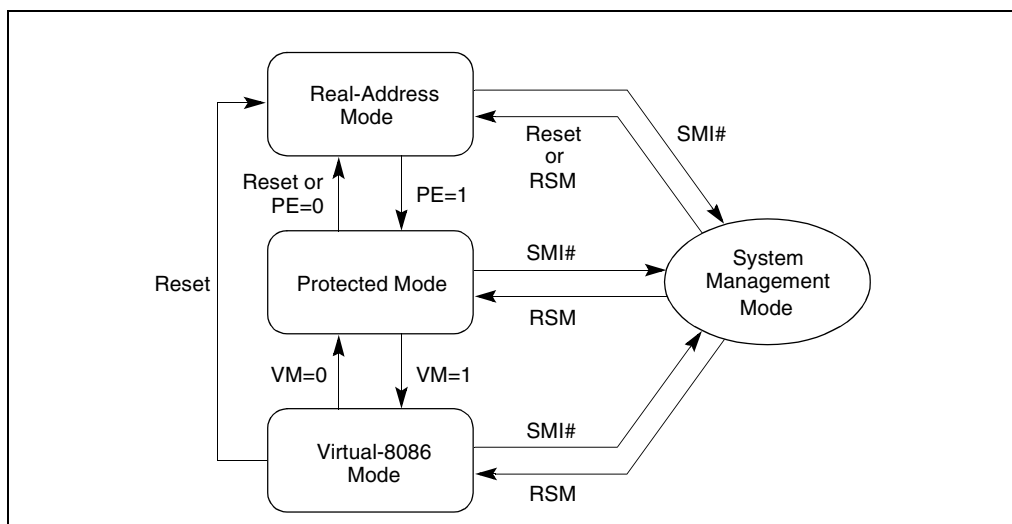 Real-Address
Mode
SMI#
Reset
or
RSM
Reset or
PE=0
PE=1
Reset
Protected Mode
SMI#
RSM
System
Management
Mode
VM=0
VM=1
Virtual-8086
Mode
SMI#
RSM